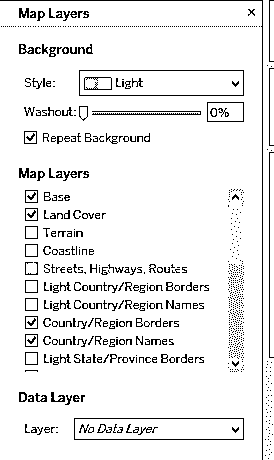 Map Layers
Background
Style: Light
Washout: 0%
Repeat Background
Map Layers
Base
Land Cover
Terrain
Coastline
Streets, Highways, Routes
Light Country/Region Borders
Light Country/Region Names
Country/Region Borders
Country/Region Names
Light State/Province Borders
Data Layer
Layer: No Data Layer